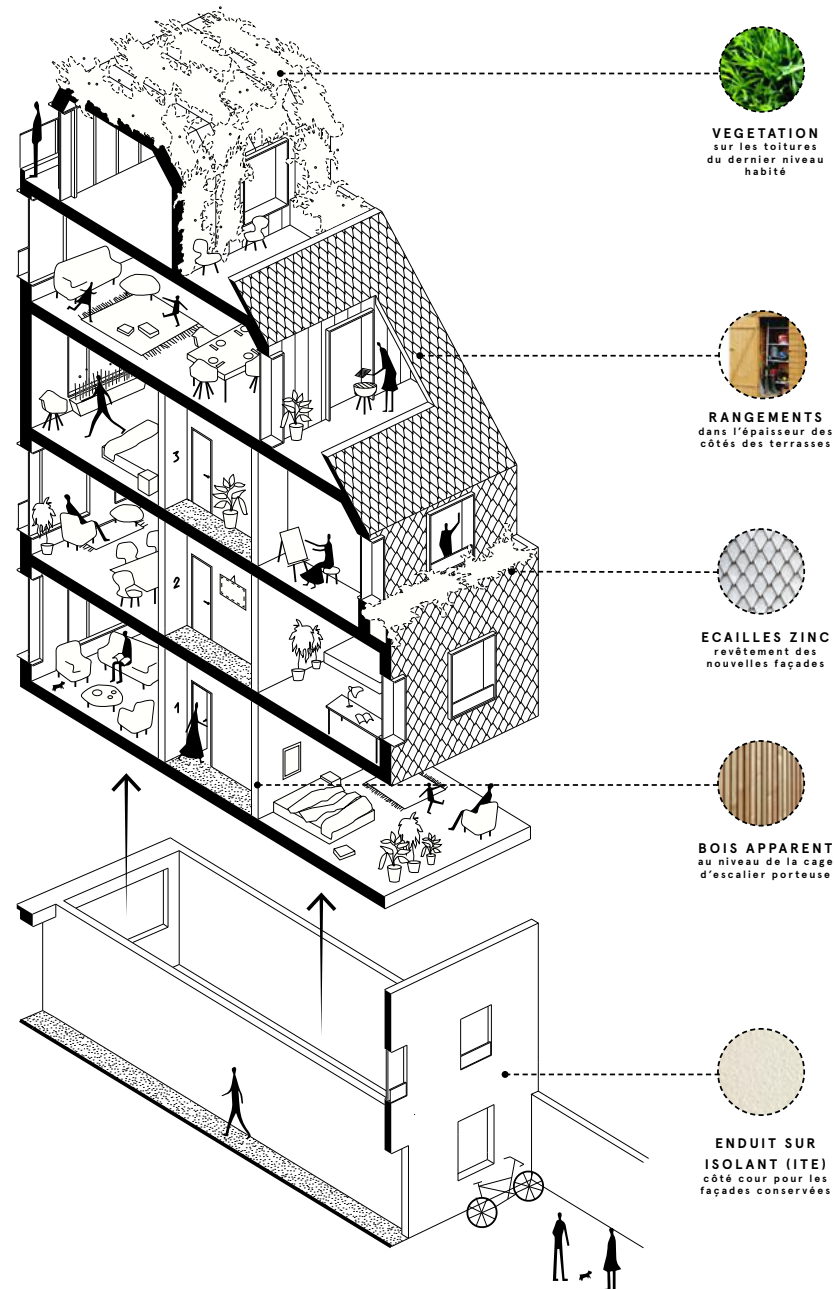 VEGETATION
sur les toitures
du dernier niveau
habité
RANGEMENTS
dans l'épaisseur des
côtés des terrasses
3
2
ECAILLES ZINC
revêtement des
nouvelles façades
1
BOIS APPARENT
au niveau de la cage
d'escalier porteuse
ENDUIT SUR
ISOLANT (ITE)
côté cour pour les
façades conservées